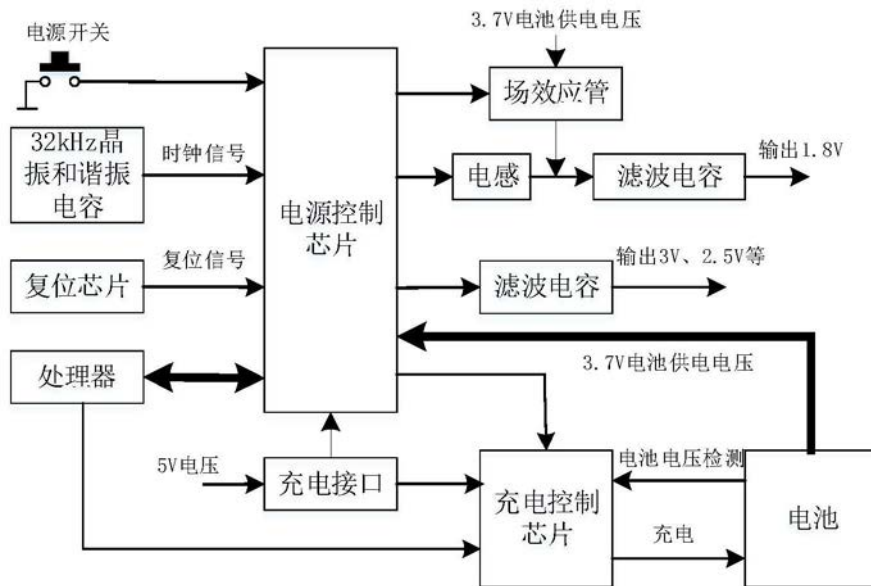 电源开关
3.7V电池供电电压
场效应管
32kHz晶
振和谐振
电容
时钟信号
电感
滤波电容
输出1.8V
电源控制
芯片
复位芯片
复位信号
滤波电容
输出3V、2.5V等
处理器
3.7V电池供电电压
5V电压
充电接口
充电控制
芯片
电池电压检测
充电
电池